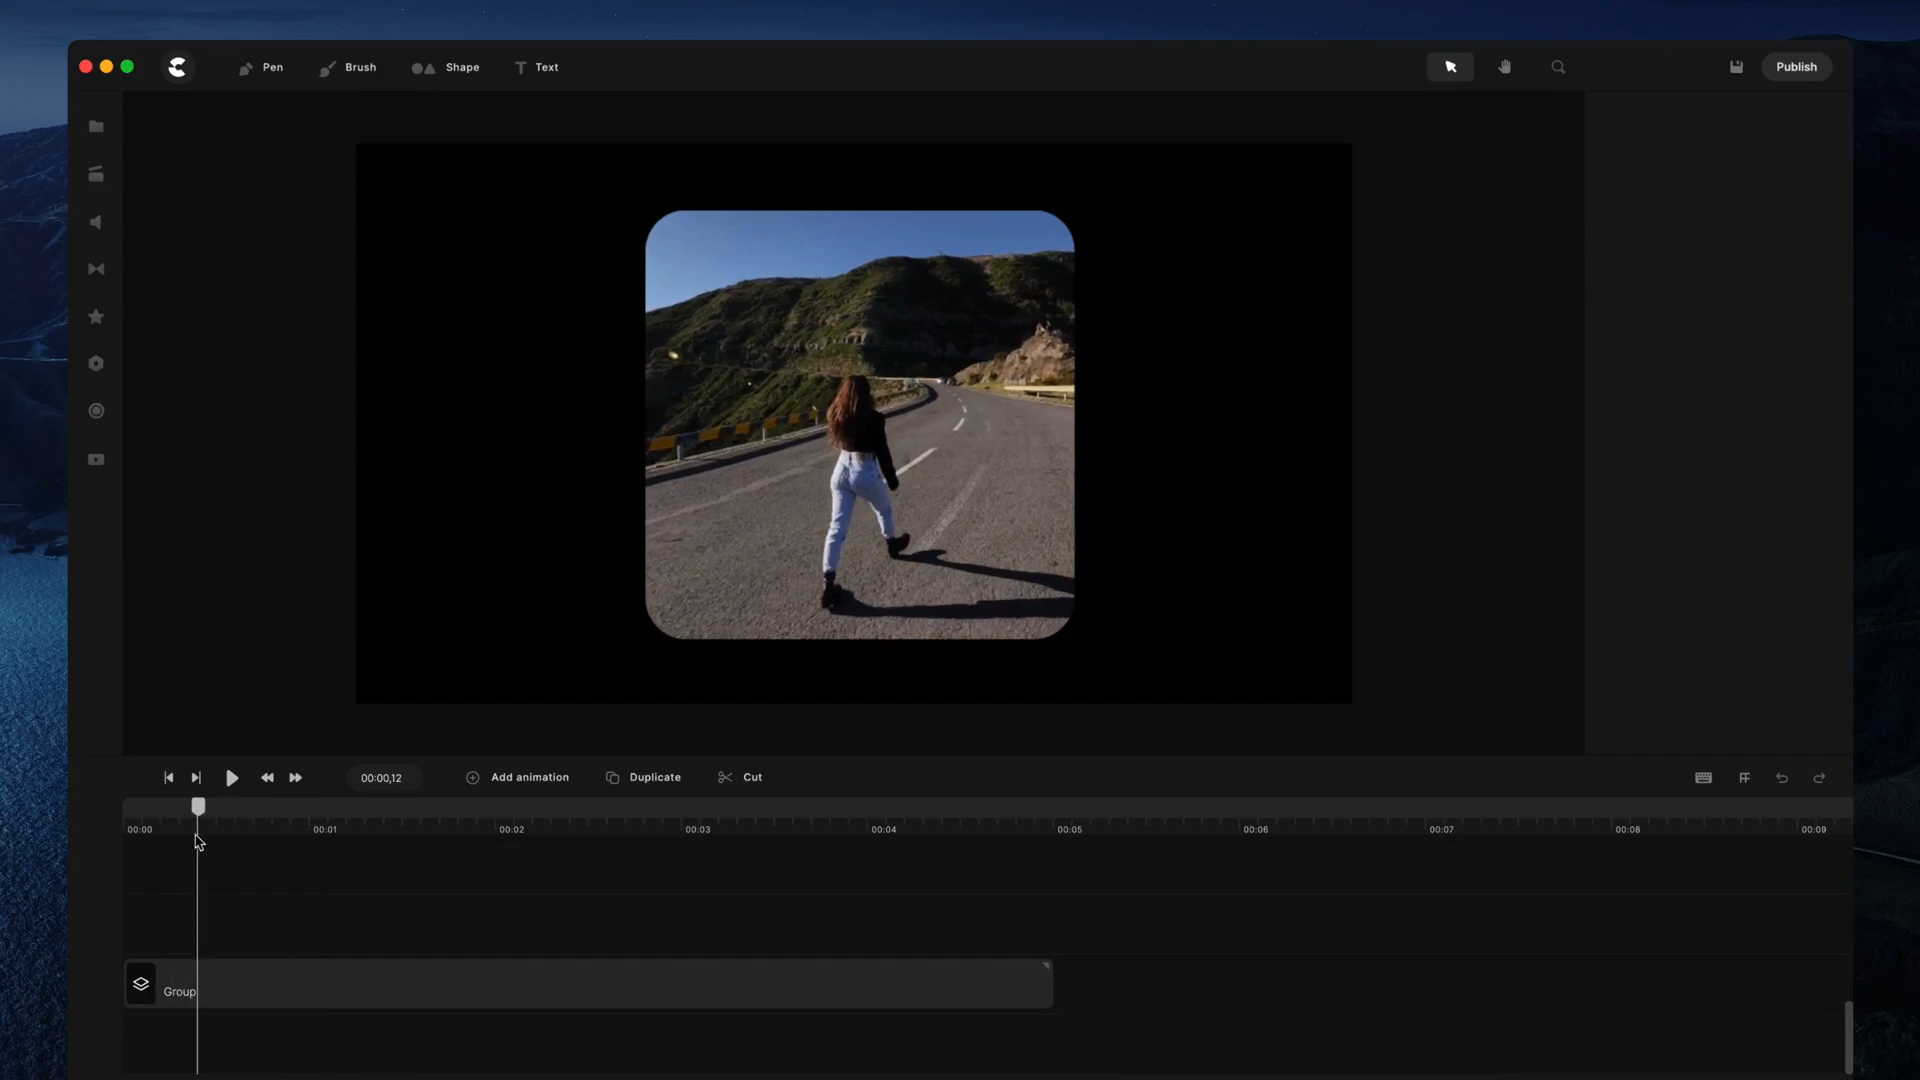 Pen
Brush
Shape
Text
Publish
00:00,12
Add animation
Duplicate
Cut
00:00
00:01
00:02
00:03
00:04
00:05
00:06
00:07
00:08
00:09
Group